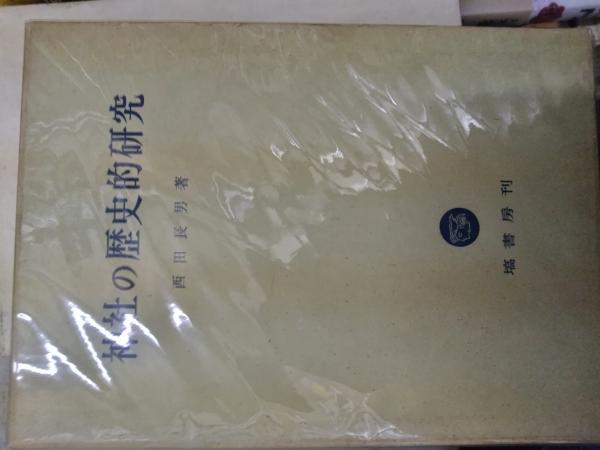 神社の歴史的研究
西田長男著
塙書房刊